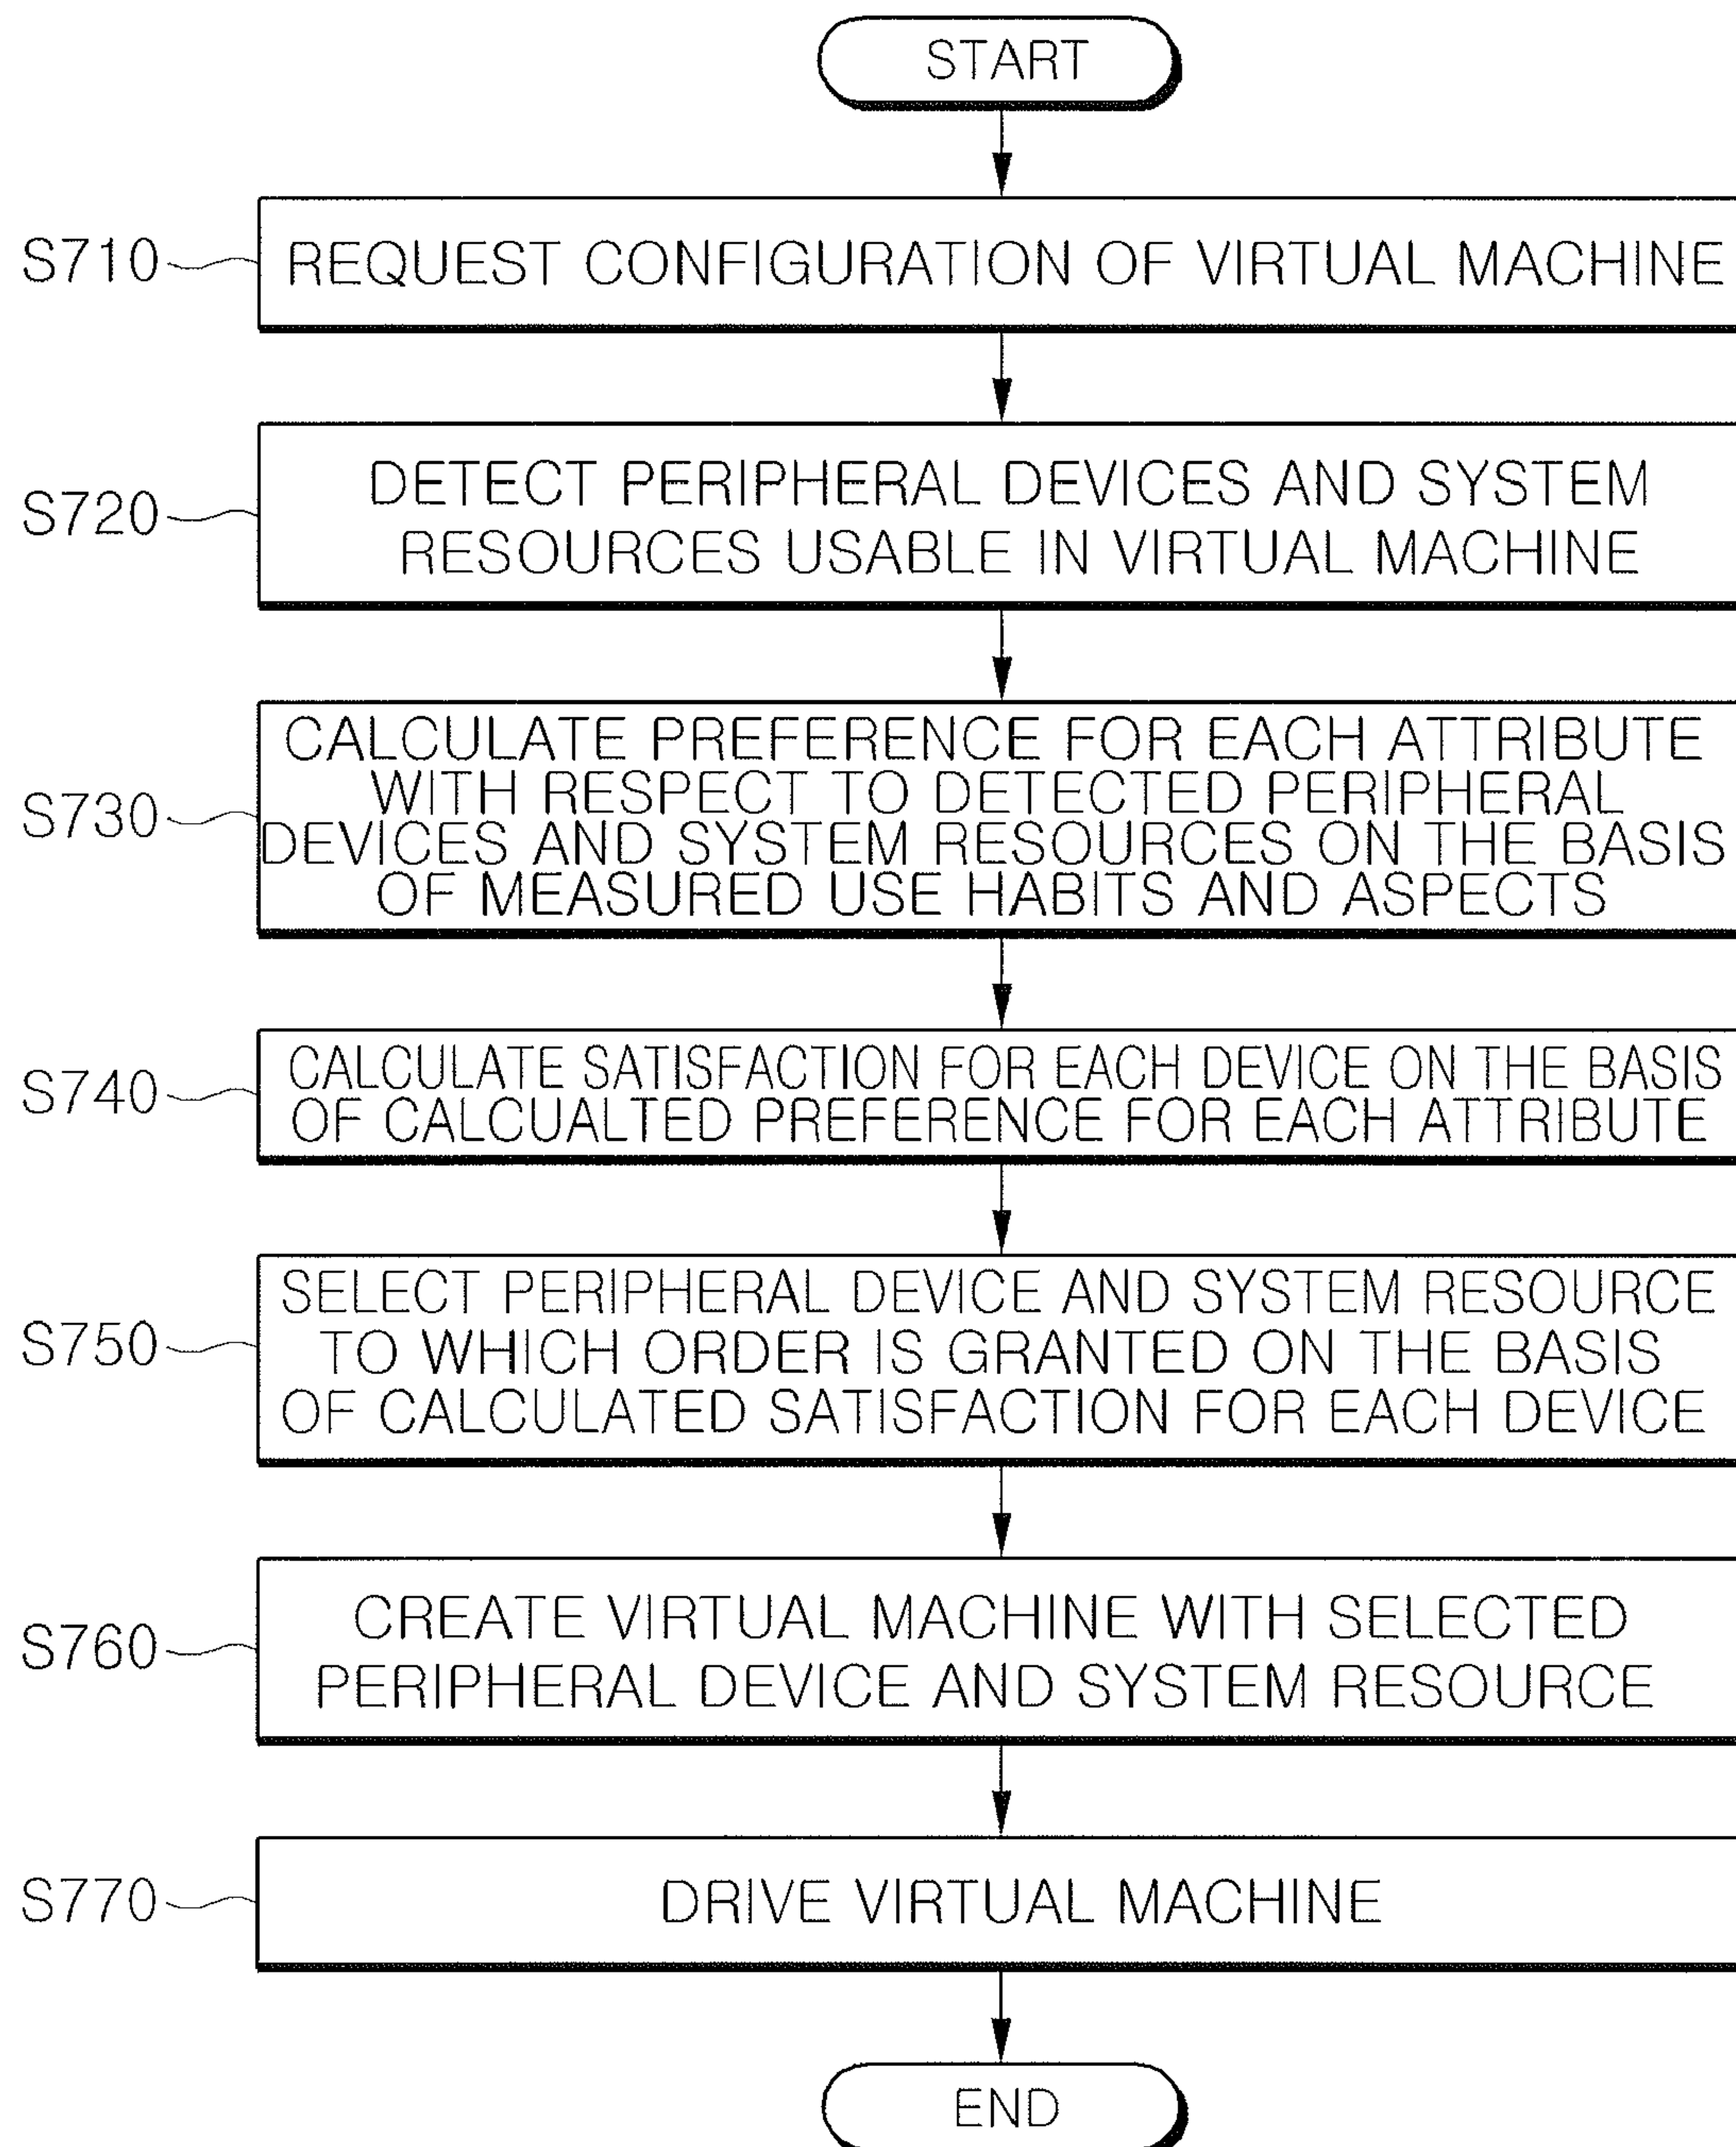 START
S710
REQUEST CONFIGURATION OF VIRTUAL MACHINE
S720
DETECT PERIPHERAL DEVICES AND SYSTEM
RESOURCES USABLE IN VIRTUAL MACHINE
S730
CALCULATE PREFERENCE FOR EACH ATTRIBUTE
WITH RESPECT TO DETECTED PERIPHERAL
DEVICES AND SYSTEM RESOURCES ON THE BASIS
OF MEASURED USE HABITS AND ASPECTS
S740
CALCULATE SATISFACTION FOR EACH DEVICE ON THE BASIS
OF CALCUALTED PREFERENCE FOR EACH ATTRIBUTE
S750
SELECT PERIPHERAL DEVICE AND SYSTEM RESOURCE
TO WHICH ORDER IS GRANTED ON THE BASIS
OF CALCULATED SATISFACTION FOR EACH DEVICE
S760
CREATE VIRTUAL MACHINE WITH SELECTED
PERIPHERAL DEVICE AND SYSTEM RESOURCE
S770
DRIVE VIRTUAL MACHINE
END